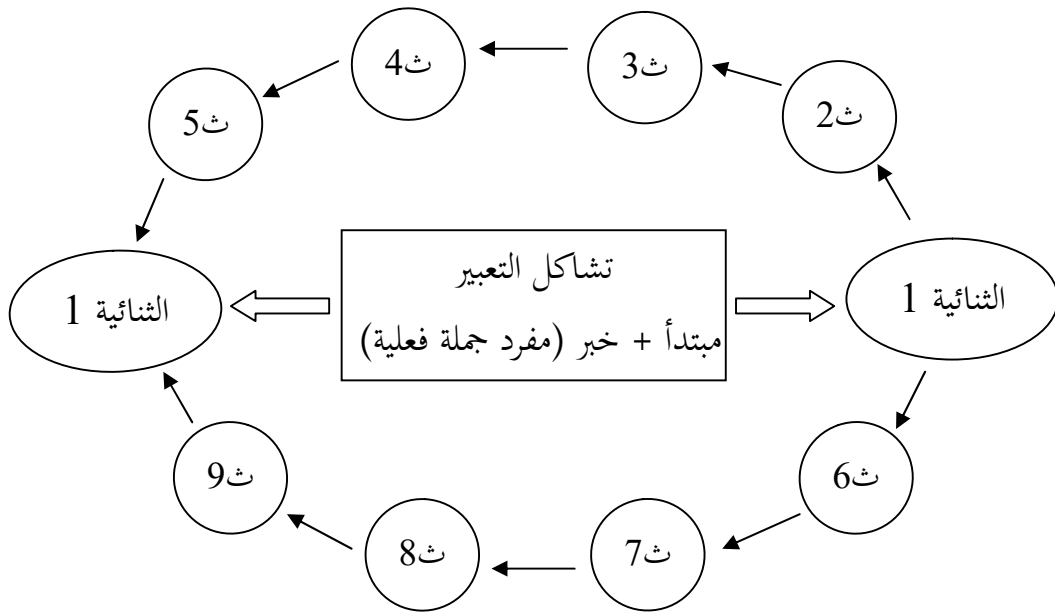 ث4
ث3
ث5
ث2
تشاكل التعبير
مبتدأ + خبر (مفرد جملة فعلية)
الثنائية 1
الثنائية 1
ث6
ث9
ث7
ث8